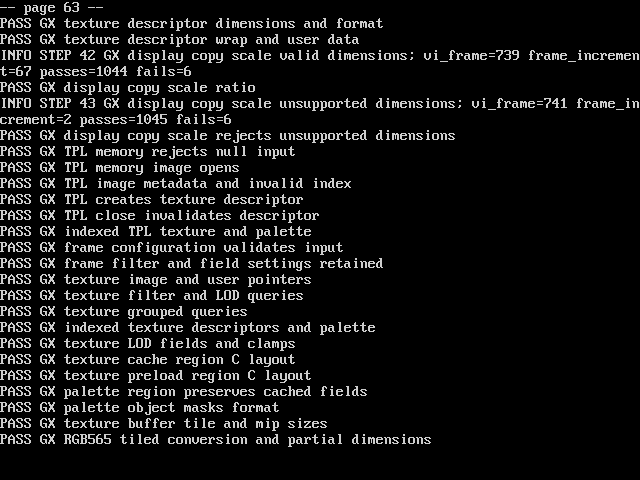 -- page 63 --
PASS GX texture descriptor dimensions and format
PASS GX texture descriptor wrap and user data
INFO STEP 42 GX display copy scale valid dimensions; vi_frame=739 frame_incremen
t=67 passes=1044 fails=6
PASS GX display copy scale ratio
INFO STEP 43 GX display copy scale unsupported dimensions; vi_frame=741 frame_in
crement=2 passes=1045 fails=6
PASS GX display copy scale rejects unsupported dimensions
PASS GX TPL memory rejects null input
PASS GX TPL memory image opens
PASS GX TPL image metadata and invalid index
PASS GX TPL creates texture descriptor
PASS GX TPL close invalidates descriptor
PASS GX indexed TPL texture and palette
PASS GX frame configuration validates input
PASS GX frame filter and field settings retained
PASS GX texture image and user pointers
PASS GX texture filter and LOD queries
PASS GX texture grouped queries
PASS GX indexed texture descriptors and palette
PASS GX texture LOD fields and clamps
PASS GX texture cache region C layout
PASS GX texture preload region C layout
PASS GX palette region preserves cached fields
PASS GX palette object masks format
PASS GX texture buffer tile and mip sizes
PASS GX RGB565 tiled conversion and partial dimensions